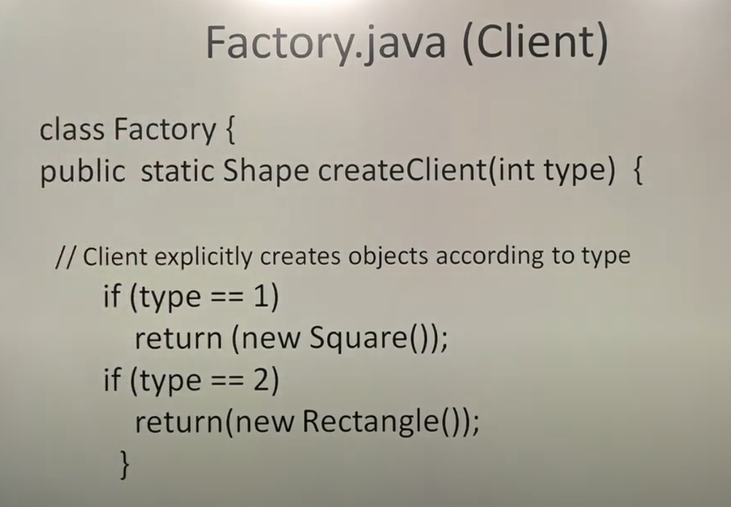 Factory.java (Client)
class Factory {
public static Shape createClient(int type) {
// Client explicitly creates objects according to type
if (type == 1)
return (new Square());
if (type == 2)
return(new Rectangle());
}